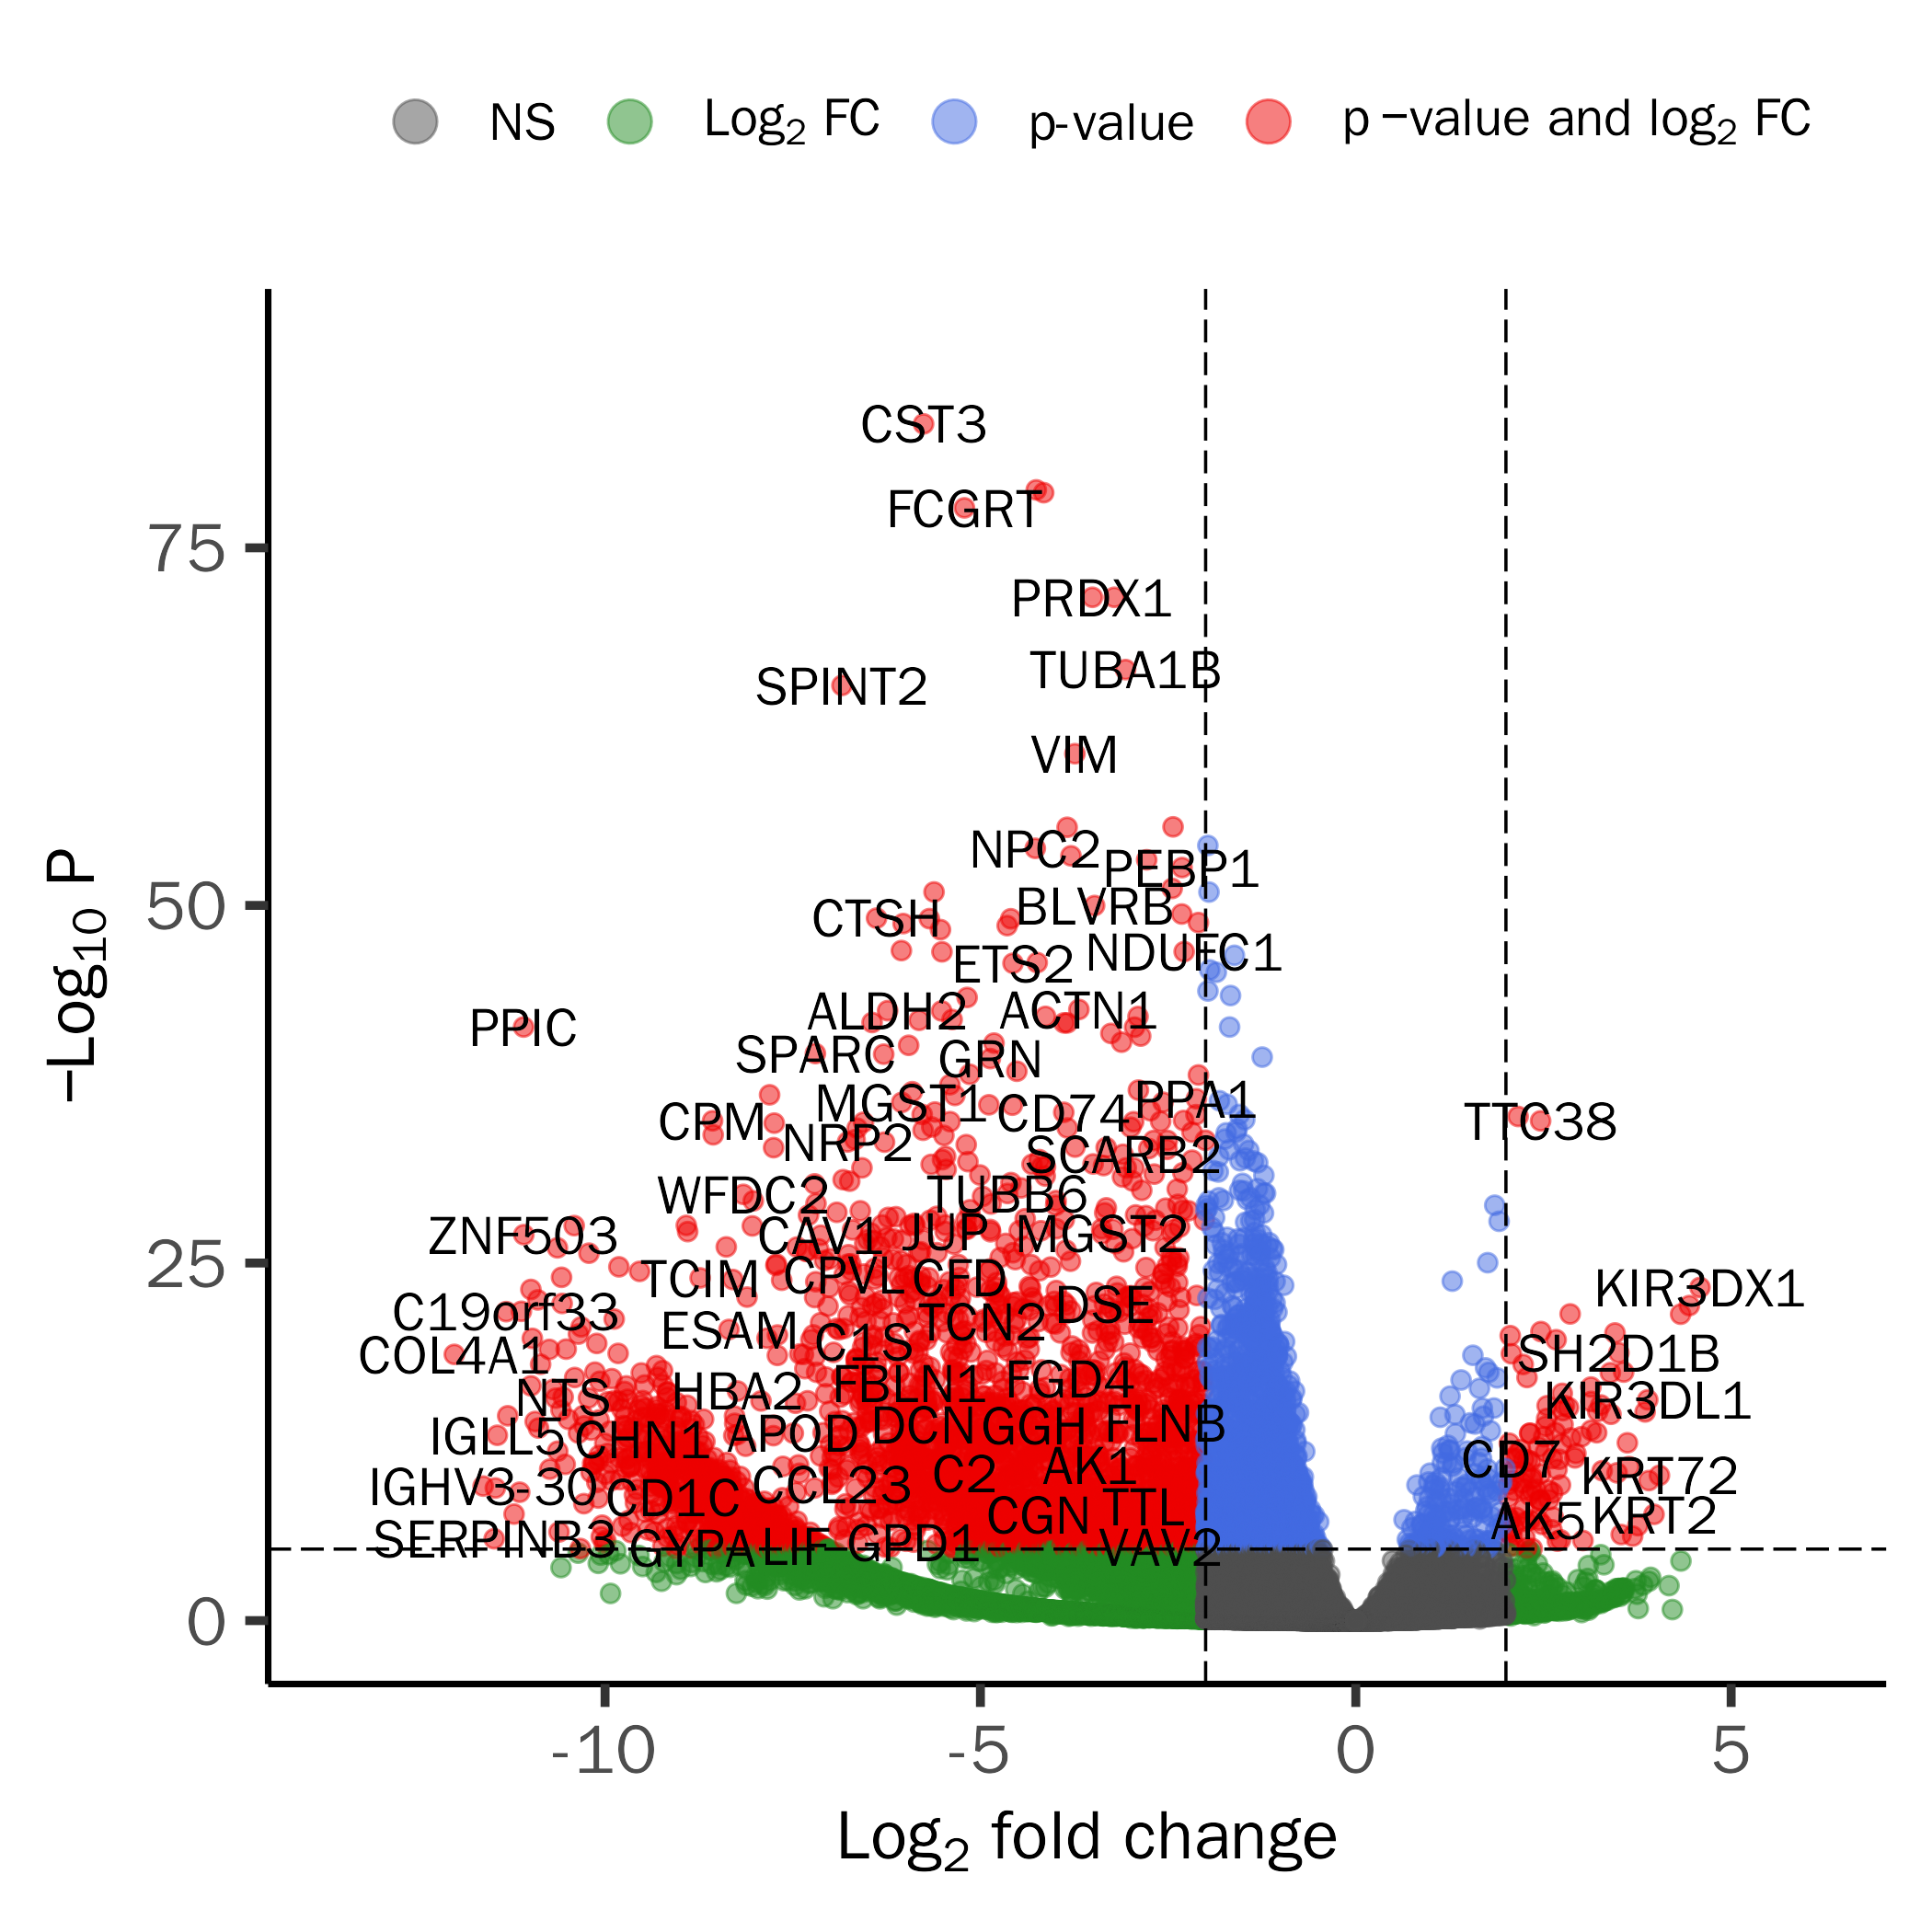 NS Log2 FC p-value p −value and log2 FC
CST3
FCGRT
75
PRDX1
TUBA1B
SPINT2
VIM
NPC2
PEBP1
50
BLVRB
CTSH
NDUFC1
ETS2
ALDH2 ACTN1
PPIC
SPARC GRN
MGST1 PPA1
CD74
CPM TTC38
NRP2
SCARB2
WFDC2 TUBB6
ZNF503 CAV1 JUP MGST2
25
TCIM CPVL CFD
KIR3DX1
C19orf33 DSE
ESAM TCN2
C1S
COL4A1 SH2D1B
FBLN1 FGD4
NTS HBA2 KIR3DL1
IGLL5 CHN1 APOD DCN GGH FLNB
C2 AK1 CD7
IGHV3-30 CD1C CCL23 KRT72
CGN TTL AK5 KRT2
SERPINB3 GYPA LIF GPD1 VAV2
0
-10 -5 0 5
Log2 fold change
−Log10 P